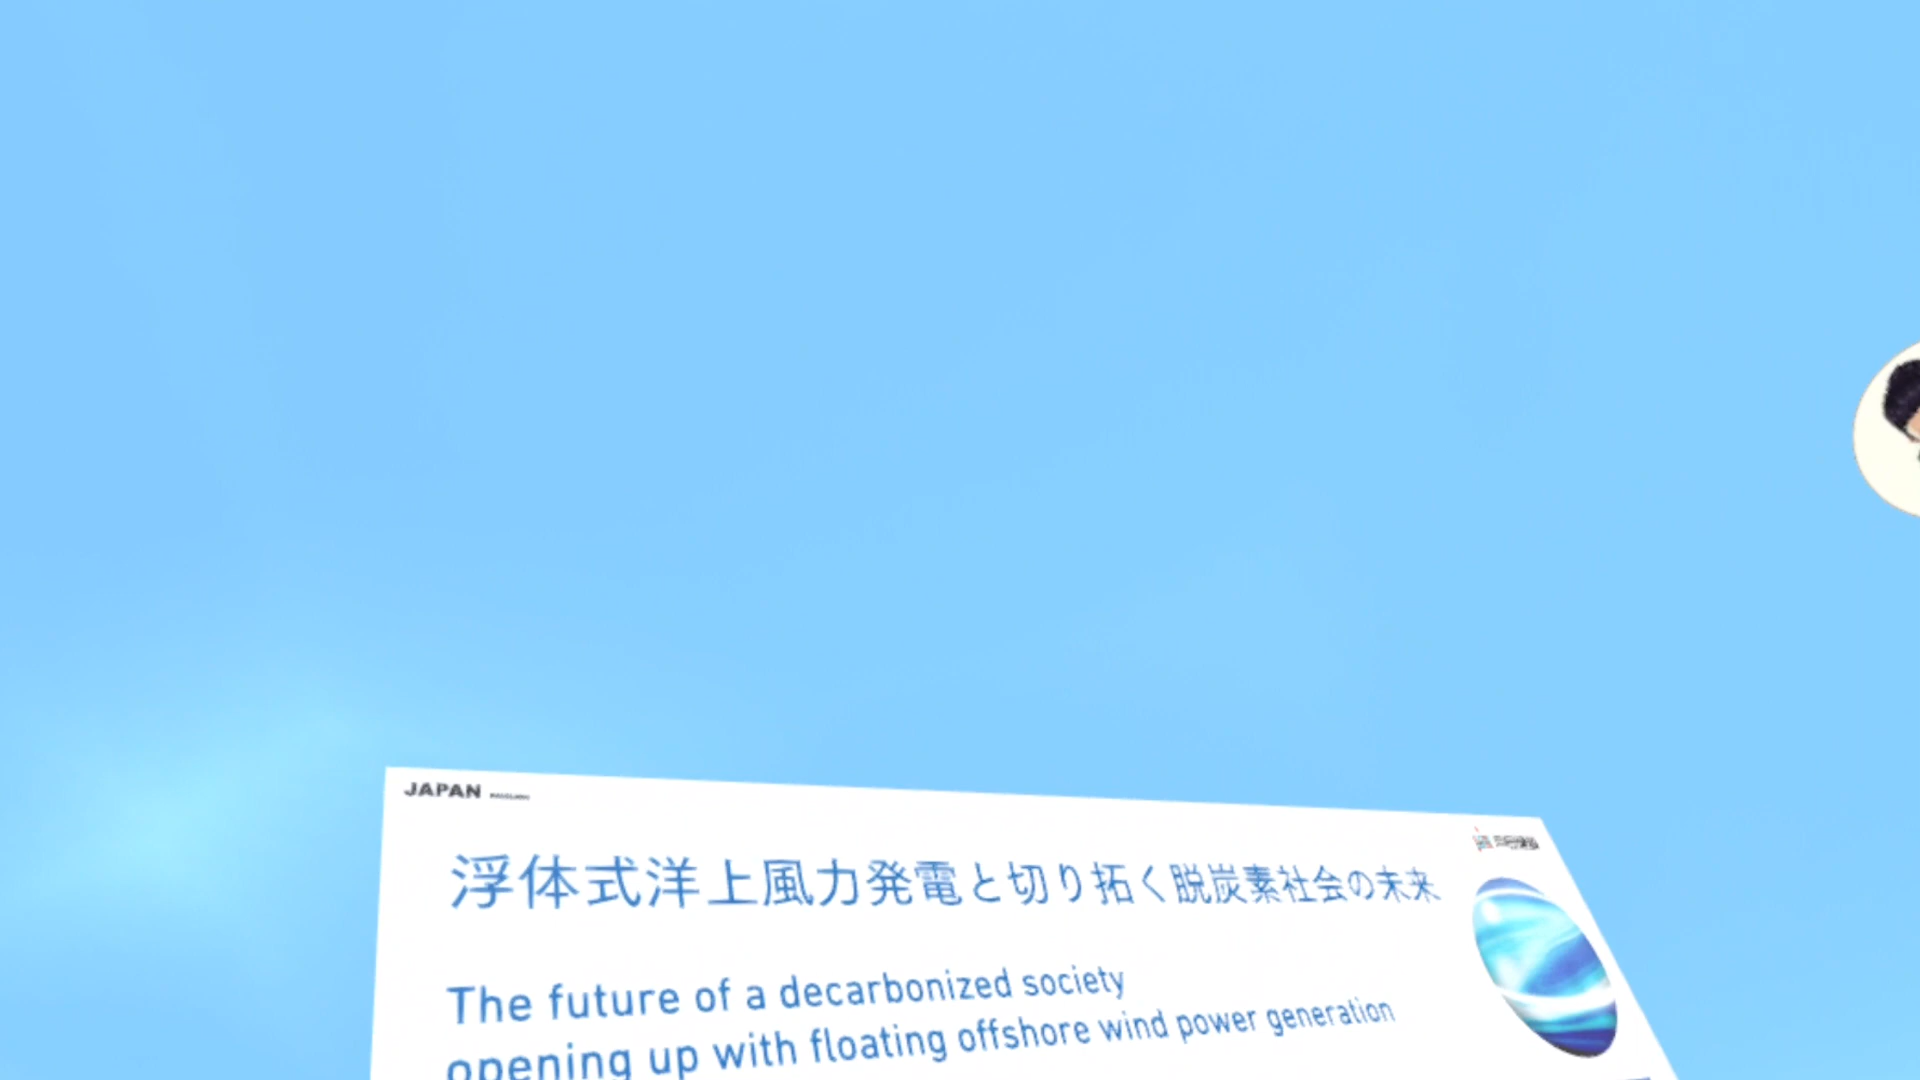 JAPAN
浮体式洋上風力発電と切り拓く脱炭素社会の未来
The future of a decarbonized society
opening up with floating offshore wind power generation